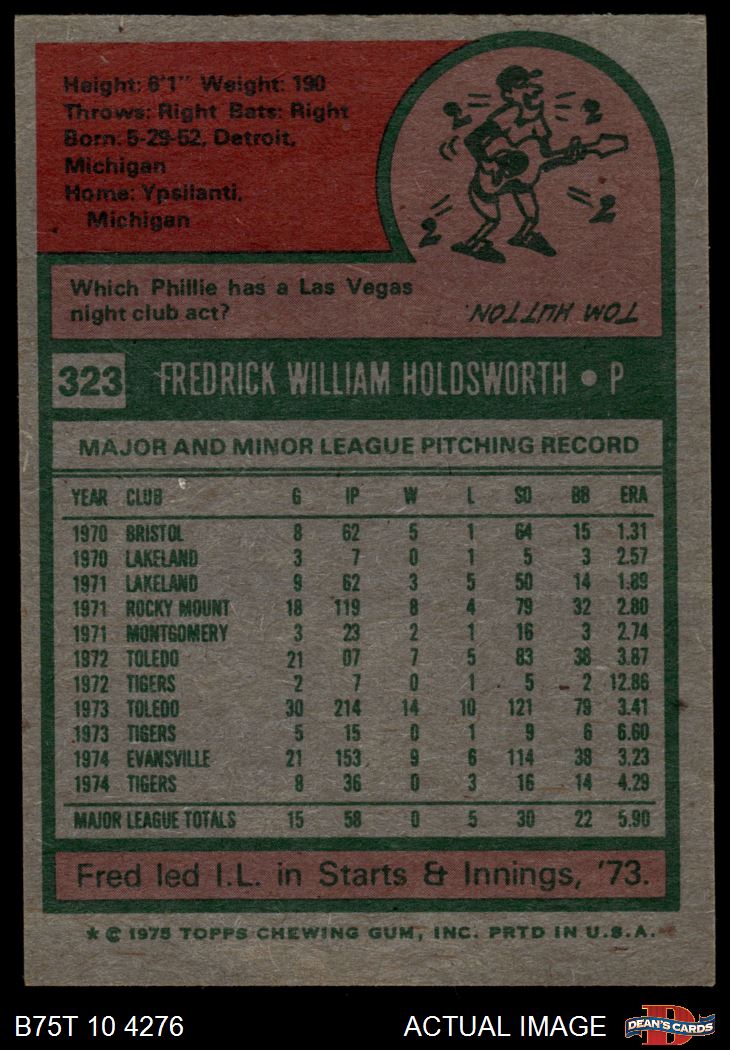 Height: 6'1" Weight: 190
Throws: Right Bats: Right
Born: 5-29-52, Detroit,
Michigan
Home: Ypsilanti,
Michigan
2 2
2 2
Which Phillie has a Las Vegas
night club act?
TOM HUTTON.
323 FREDRICK WILLIAM HOLDSWORTH • P
MAJOR AND MINOR LEAGUE PITCHING RECORD
YEAR CLUB G IP W L SO BB ERA
1970 BRISTOL 8 62 5 1 64 15 1.31
1970 LAKELAND 3 7 0 1 5 3 2.57
1971 LAKELAND 9 62 3 5 50 14 1.89
1971 ROCKY MOUNT 18 119 8 4 79 32 2.80
1971 MONTGOMERY 3 23 2 1 16 3 2.74
1972 TOLEDO 21 07 7 5 83 38 3.87
1972 TIGERS 2 7 0 1 5 2 12.86
1973 TOLEDO 30 214 14 10 121 79 3.41
1973 TIGERS 5 15 0 1 9 6 6.60
1974 EVANSVILLE 21 153 9 6 114 38 3.23
1974 TIGERS 8 36 0 3 16 14 4.29
MAJOR LEAGUE TOTALS 15 58 0 5 30 22 5.90
Fred led I.L. in Starts & Innings, '73.
* © 1975 TOPPS CHEWING GUM, INC. PRTD IN U.S.A.
B75T 10 4276 ACTUAL IMAGE D DEAN'S CARDS